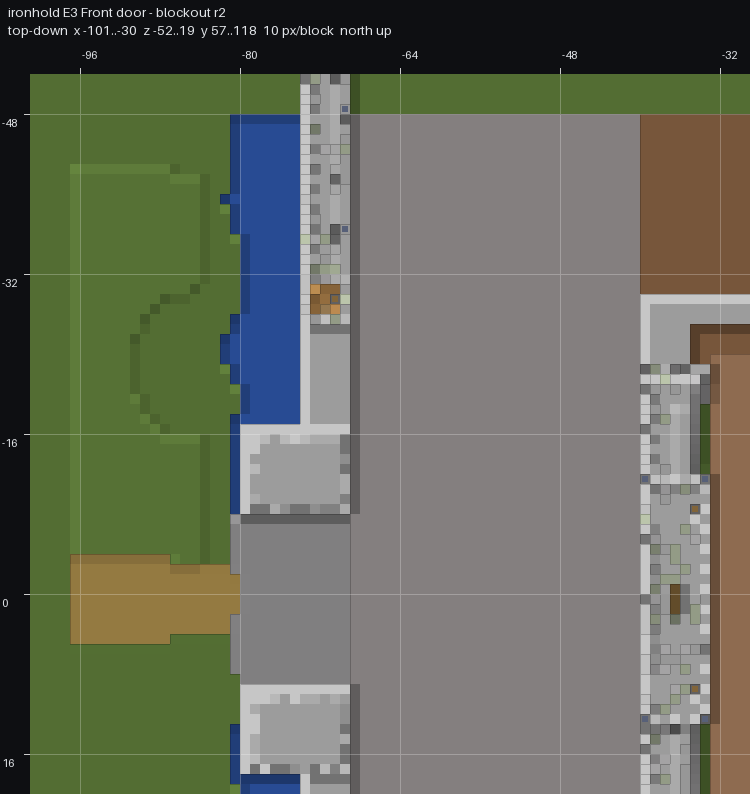 ironhold E3 Front door - blockout r2
top-down  x -101..-30  z -52..19  y 57..118  10 px/block  north up
-96 -80 -64 -48 -32
-48
-32
-16
0
16